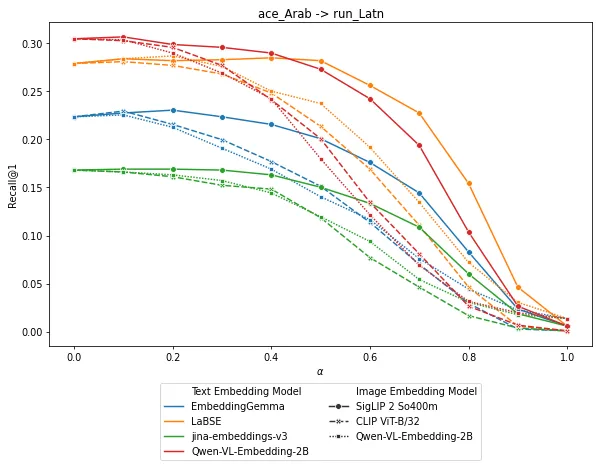 ace_Arab -> run_Latn
0.30
0.25
0.20
0.15
0.10
0.05
0.00
Recall@1
0.0 0.2 0.4 0.6 0.8 1.0
α
Text Embedding Model
EmbeddingGemma
LaBSE
jina-embeddings-v3
Qwen-VL-Embedding-2B
Image Embedding Model
SigLIP 2 So400m
CLIP ViT-B/32
Qwen-VL-Embedding-2B